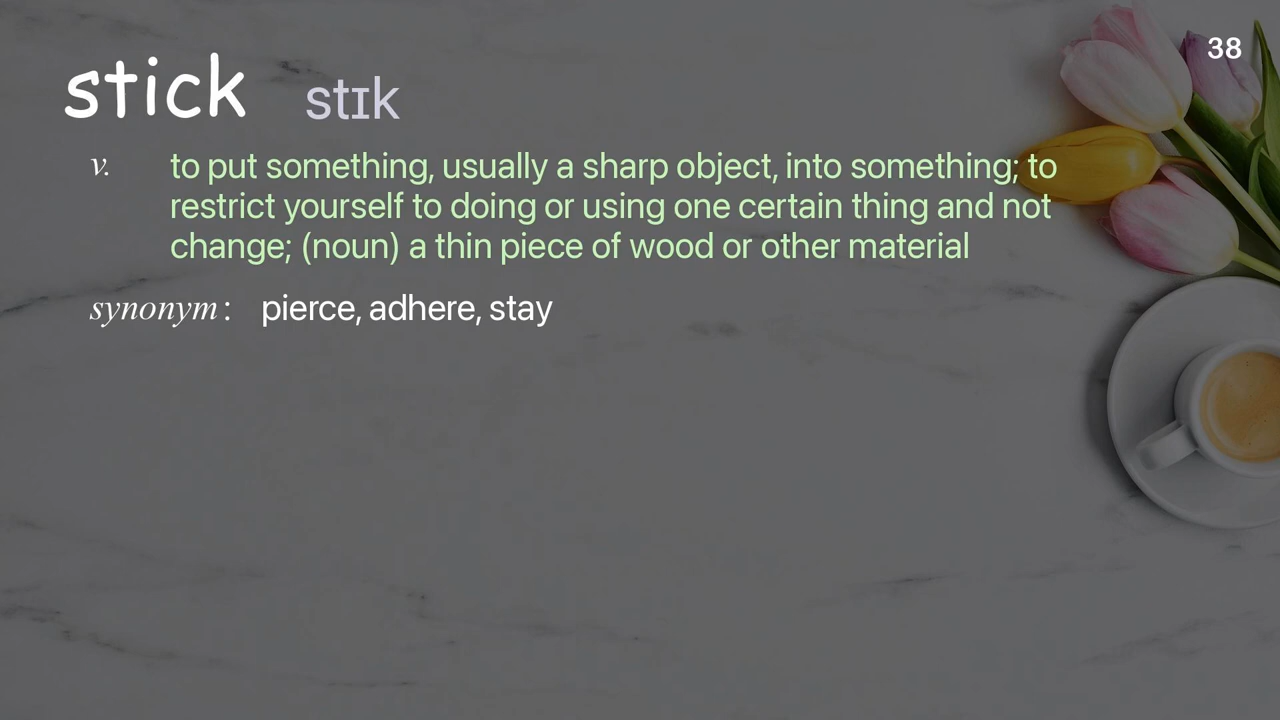 38
stick stɪk
v. to put something, usually a sharp object, into something; to
restrict yourself to doing or using one certain thing and not
change; (noun) a thin piece of wood or other material
synonym: pierce, adhere, stay